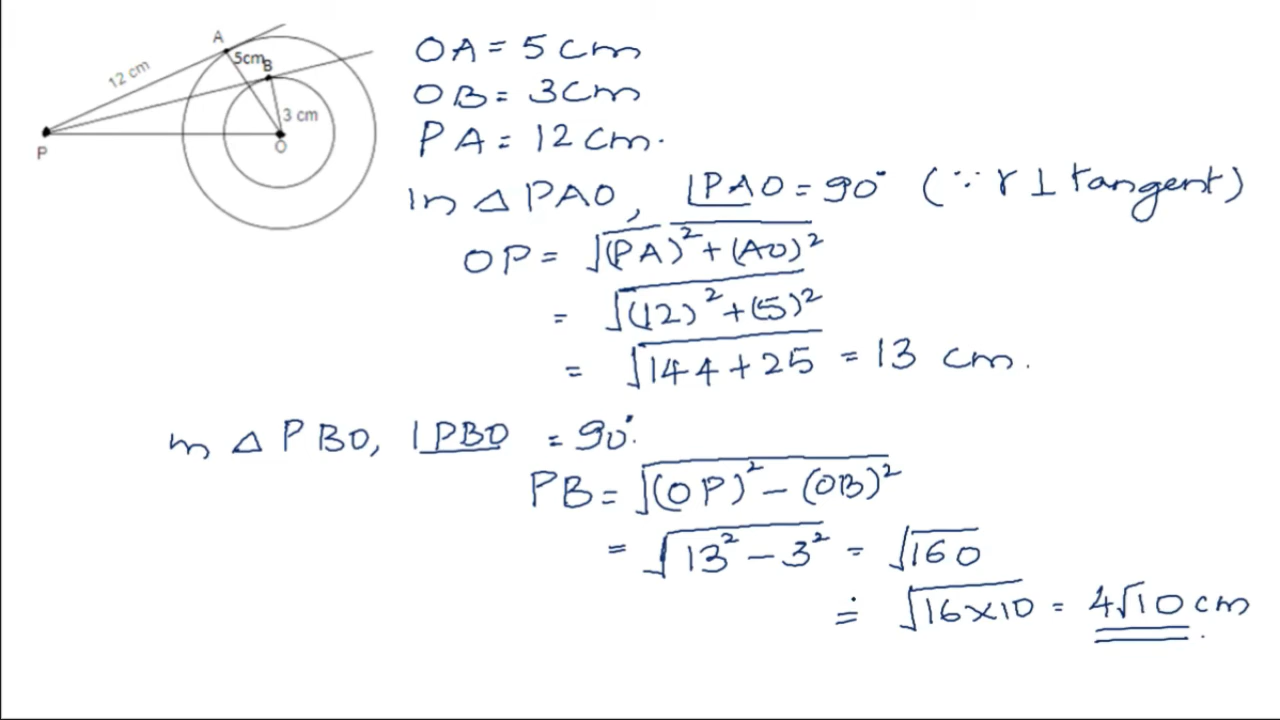 A
5cm
B
12 cm
3 cm
P
O
OA = 5 cm
OB = 3 cm
PA = 12 cm.
In △ PAO, ∠PAO = 90° (∵ r ⊥ tangent)
OP = √(PA)² + (AO)²
= √(12)² + (5)²
= √144 + 25 = 13 cm.
In △ PBO, ∠PBO = 90°.
PB = √(OP)² − (OB)²
= √13² − 3² = √160
= √16×10 = 4√10 cm.